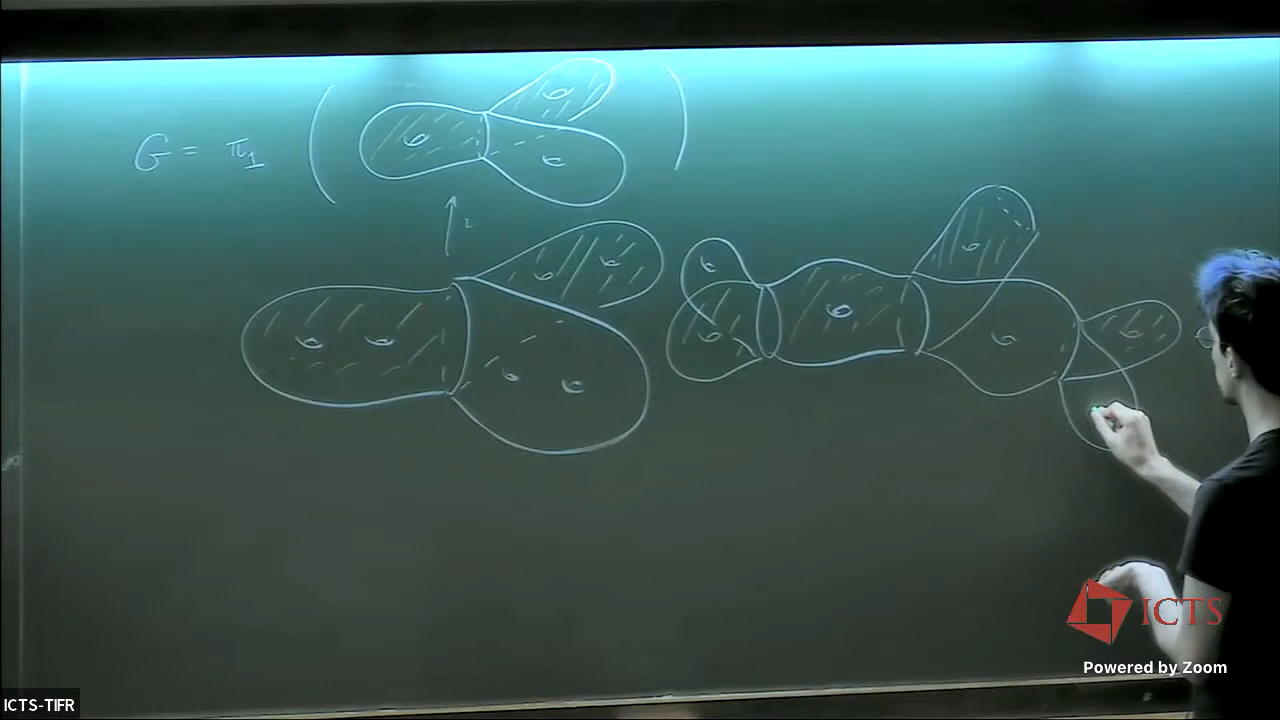 G = π₁
2
ICTS
Powered by Zoom
ICTS-TIFR